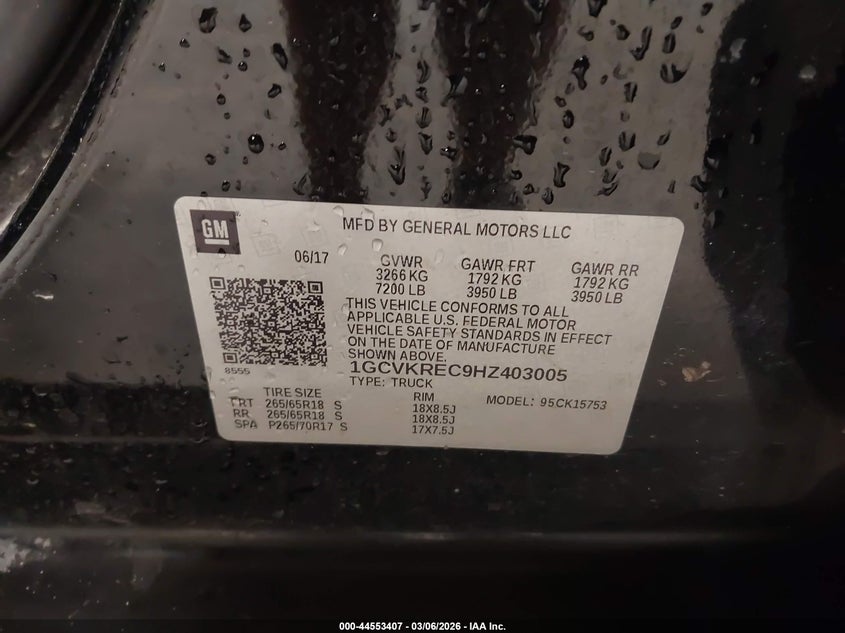 GM
MFD BY GENERAL MOTORS LLC
06/17
GVWR
3266 KG
7200 LB
GAWR FRT
1792 KG
3950 LB
GAWR RR
1792 KG
3950 LB
THIS VEHICLE CONFORMS TO ALL
APPLICABLE U.S. FEDERAL MOTOR
VEHICLE SAFETY STANDARDS IN EFFECT
ON THE DATE OF MANUFACTURE
SHOWN ABOVE.
8555
1GCVKREC9HZ403005
TYPE: TRUCK
TIRE SIZE RIM MODEL: 95CK15753
FRT 265/65R18 S 18X8.5J
RR 265/65R18 S 18X8.5J
SPA P265/70R17 S 17X7.5J
000-44553407 - 03/06/2026 - IAA Inc.